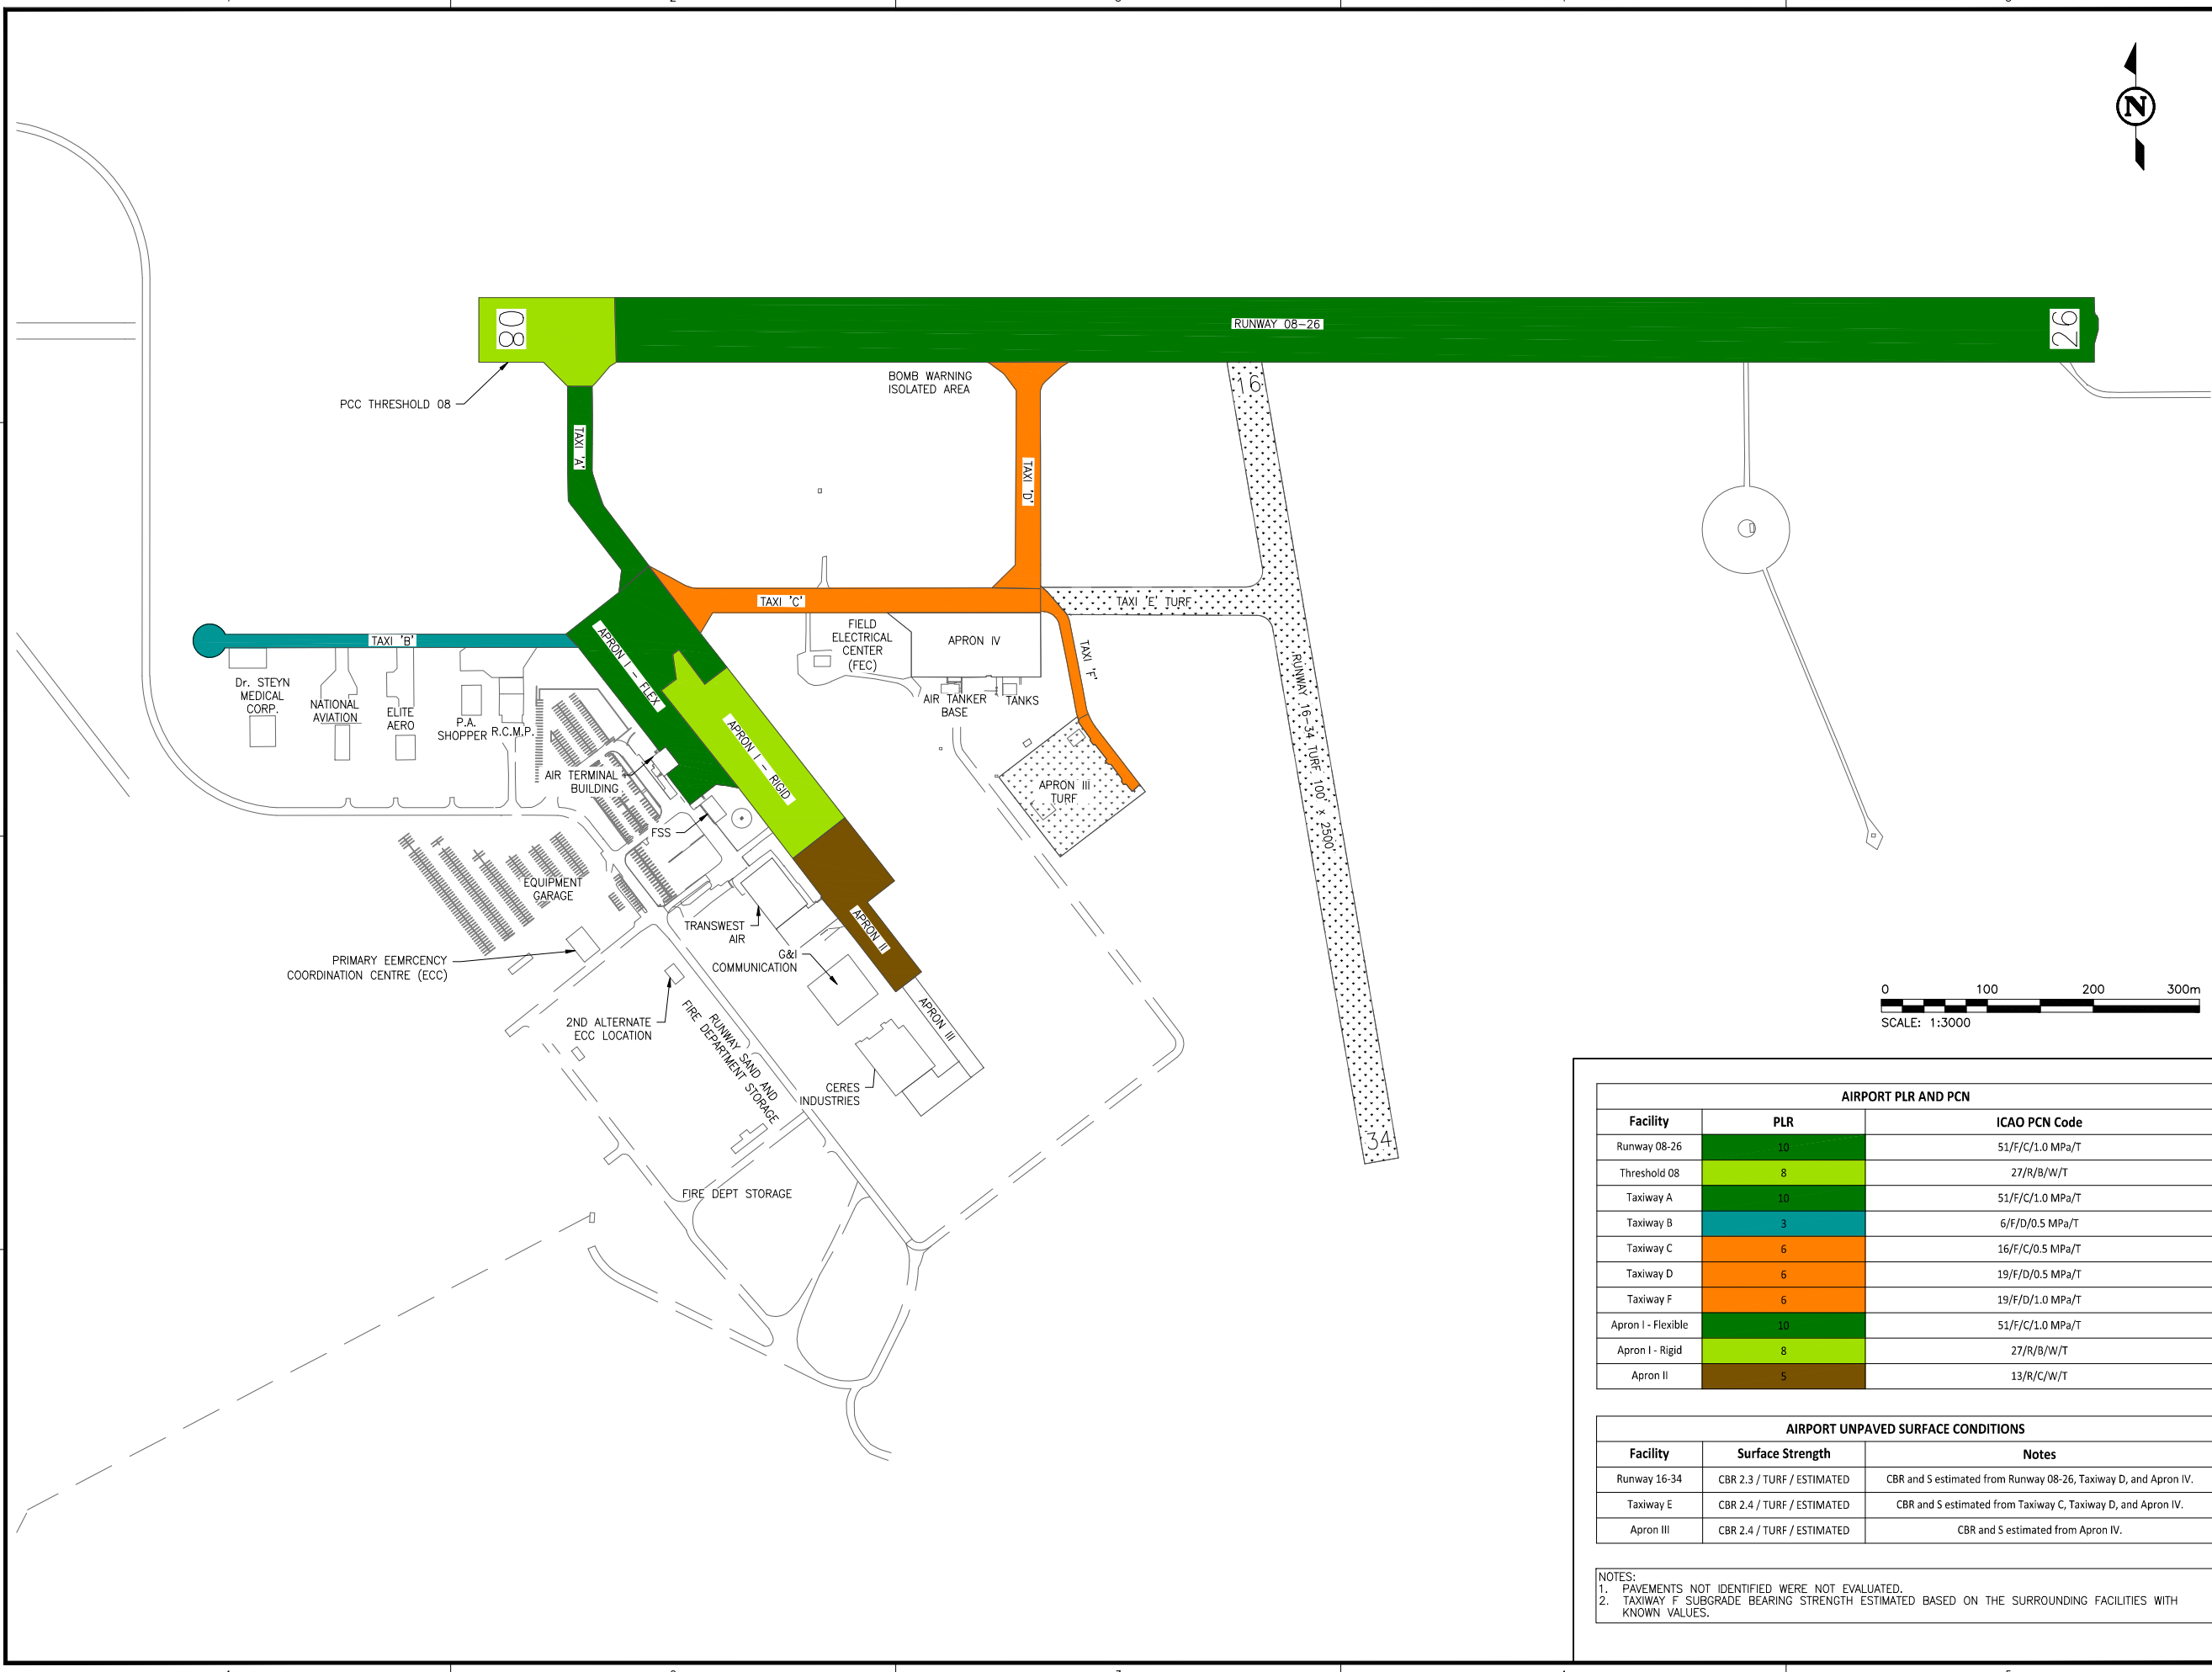 N
08
RUNWAY 08-26
26
PCC THRESHOLD 08
BOMB WARNING
ISOLATED AREA
16
TAXI 'A'
TAXI 'D'
TAXI 'C'
TAXI 'E' TURF
TAXI 'B'
APRON I - FLEX
FIELD
ELECTRICAL
CENTER
(FEC)
APRON IV
TAXI 'F'
RUNWAY 16-34 TURF 100' x 2500'
Dr. STEYN
MEDICAL
CORP.
NATIONAL
AVIATION
ELITE
AERO
P.A.
SHOPPER
R.C.M.P.
AIR TANKER
BASE
TANKS
APRON I - RIGID
AIR TERMINAL
BUILDING
APRON III
TURF
FSS
EQUIPMENT
GARAGE
TRANSWEST
AIR
APRON II
G&I
COMMUNICATION
PRIMARY EEMRCENCY
COORDINATION CENTRE (ECC)
2ND ALTERNATE
ECC LOCATION
RUNWAY SAND AND
FIRE DEPARTMENT STORAGE
APRON III
CERES
INDUSTRIES
34
FIRE DEPT STORAGE
0 100 200 300m
SCALE: 1:3000
AIRPORT PLR AND PCN
Facility PLR ICAO PCN Code
Runway 08-26 10 51/F/C/1.0 MPa/T
Threshold 08 8 27/R/B/W/T
Taxiway A 10 51/F/C/1.0 MPa/T
Taxiway B 3 6/F/D/0.5 MPa/T
Taxiway C 6 16/F/C/0.5 MPa/T
Taxiway D 6 19/F/D/0.5 MPa/T
Taxiway F 6 19/F/D/1.0 MPa/T
Apron I - Flexible 10 51/F/C/1.0 MPa/T
Apron I - Rigid 8 27/R/B/W/T
Apron II 5 13/R/C/W/T
AIRPORT UNPAVED SURFACE CONDITIONS
Facility Surface Strength Notes
Runway 16-34 CBR 2.3 / TURF / ESTIMATED CBR and S estimated from Runway 08-26, Taxiway D, and Apron IV.
Taxiway E CBR 2.4 / TURF / ESTIMATED CBR and S estimated from Taxiway C, Taxiway D, and Apron IV.
Apron III CBR 2.4 / TURF / ESTIMATED CBR and S estimated from Apron IV.
NOTES:
1. PAVEMENTS NOT IDENTIFIED WERE NOT EVALUATED.
2. TAXIWAY F SUBGRADE BEARING STRENGTH ESTIMATED BASED ON THE SURROUNDING FACILITIES WITH
KNOWN VALUES.